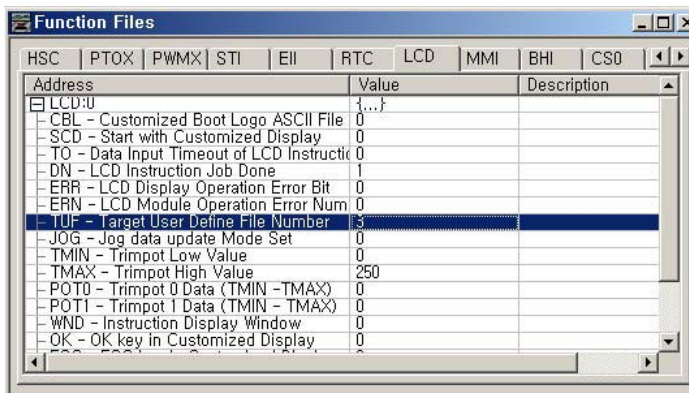 Function Files
HSC PTOX PWMX STI EII RTC LCD MMI BHI CS0
Address Value Description
LCD:0 {...}
CBL - Customized Boot Logo ASCII File 0
SCD - Start with Customized Display 0
TO - Data Input Timeout of LCD Instructic 0
DN - LCD Instruction Job Done 1
ERR - LCD Display Operation Error Bit 0
ERN - LCD Module Operation Error Num 0
TUF - Target User Define File Number 3
JOG - Jog data update Mode Set 0
TMIN - Trimpot Low Value 0
TMAX - Trimpot High Value 250
POT0 - Trimpot 0 Data (TMIN -TMAX) 0
POT1 - Trimpot 1 Data (TMIN - TMAX) 0
WND - Instruction Display Window 0
OK - OK key in Customized Display 0